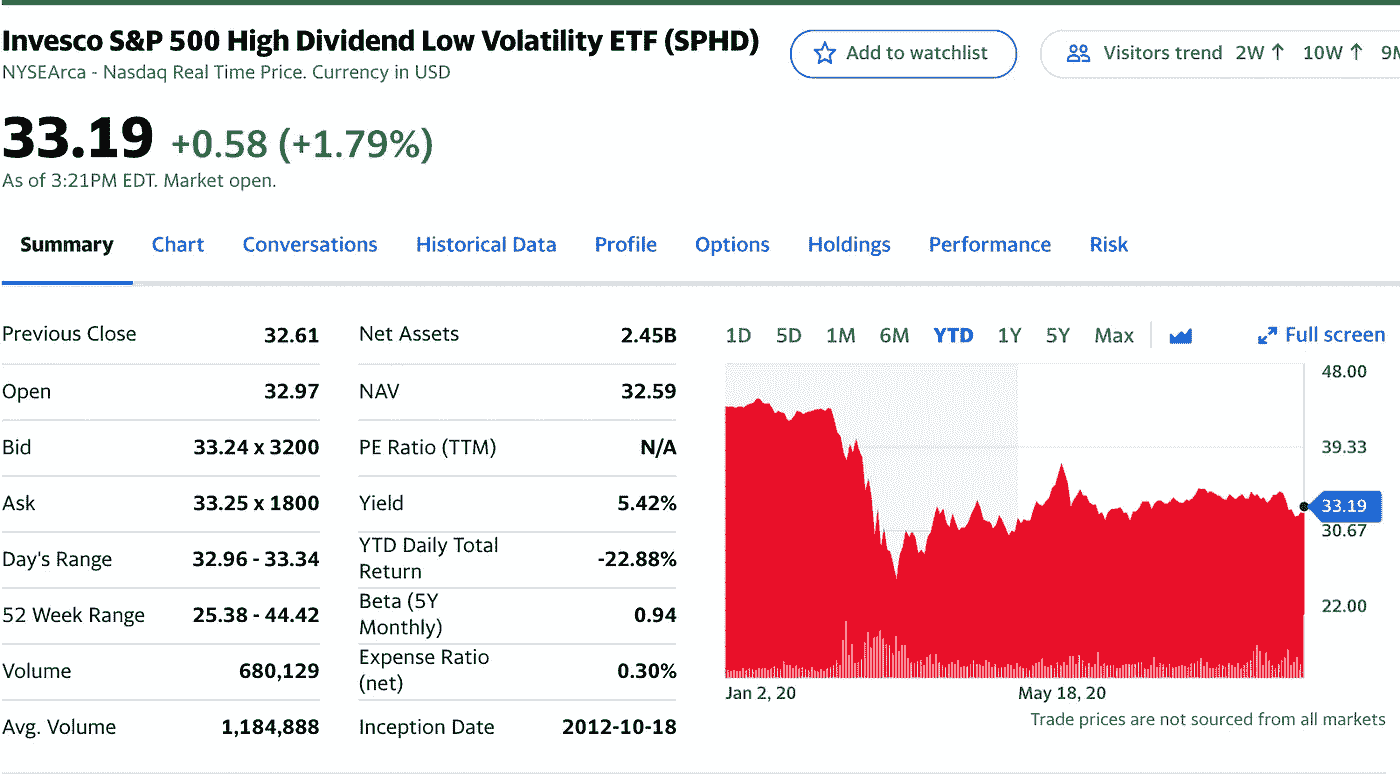 Invesco S&P 500 High Dividend Low Volatility ETF (SPHD)
NYSEArca - Nasdaq Real Time Price. Currency in USD
Add to watchlist
Visitors trend 2W ↑ 10W ↑ 9M
33.19 +0.58 (+1.79%)
As of 3:21PM EDT. Market open.
Summary Chart Conversations Historical Data Profile Options Holdings Performance Risk
Previous Close 32.61
Open 32.97
Bid 33.24 x 3200
Ask 33.25 x 1800
Day's Range 32.96 - 33.34
52 Week Range 25.38 - 44.42
Volume 680,129
Avg. Volume 1,184,888
Net Assets 2.45B
NAV 32.59
PE Ratio (TTM) N/A
Yield 5.42%
YTD Daily Total
Return -22.88%
Beta (5Y
Monthly) 0.94
Expense Ratio
(net) 0.30%
Inception Date 2012-10-18
1D 5D 1M 6M YTD 1Y 5Y Max Full screen
48.00
39.33
33.19
30.67
22.00
Jan 2, 20 May 18, 20
Trade prices are not sourced from all markets